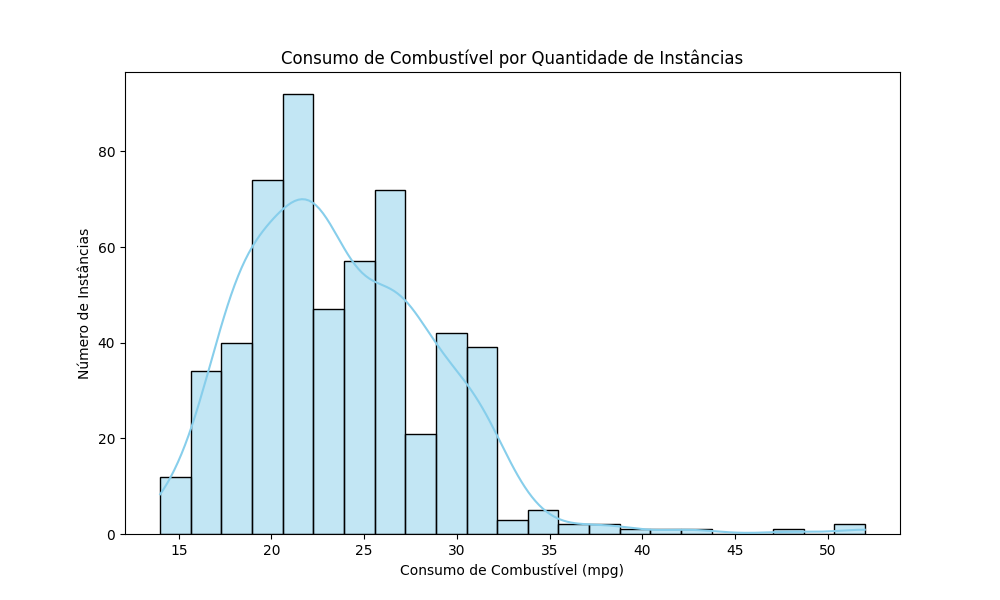 Consumo de Combustível por Quantidade de Instâncias
Número de Instâncias
80
60
40
20
0
15 20 25 30 35 40 45 50
Consumo de Combustível (mpg)